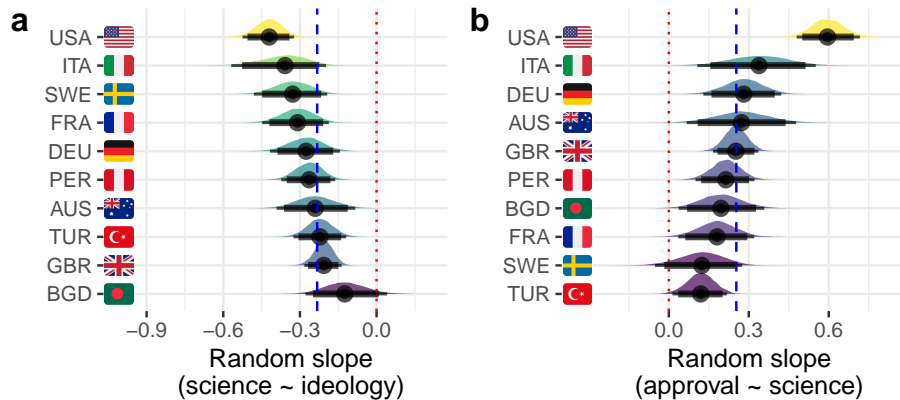 a
USA
ITA
SWE
FRA
DEU
PER
AUS
TUR
GBR
BGD
−0.9 −0.6 −0.3 0.0
Random slope
(science ~ ideology)
b
USA
ITA
DEU
AUS
GBR
PER
BGD
FRA
SWE
TUR
0.0 0.3 0.6
Random slope
(approval ~ science)